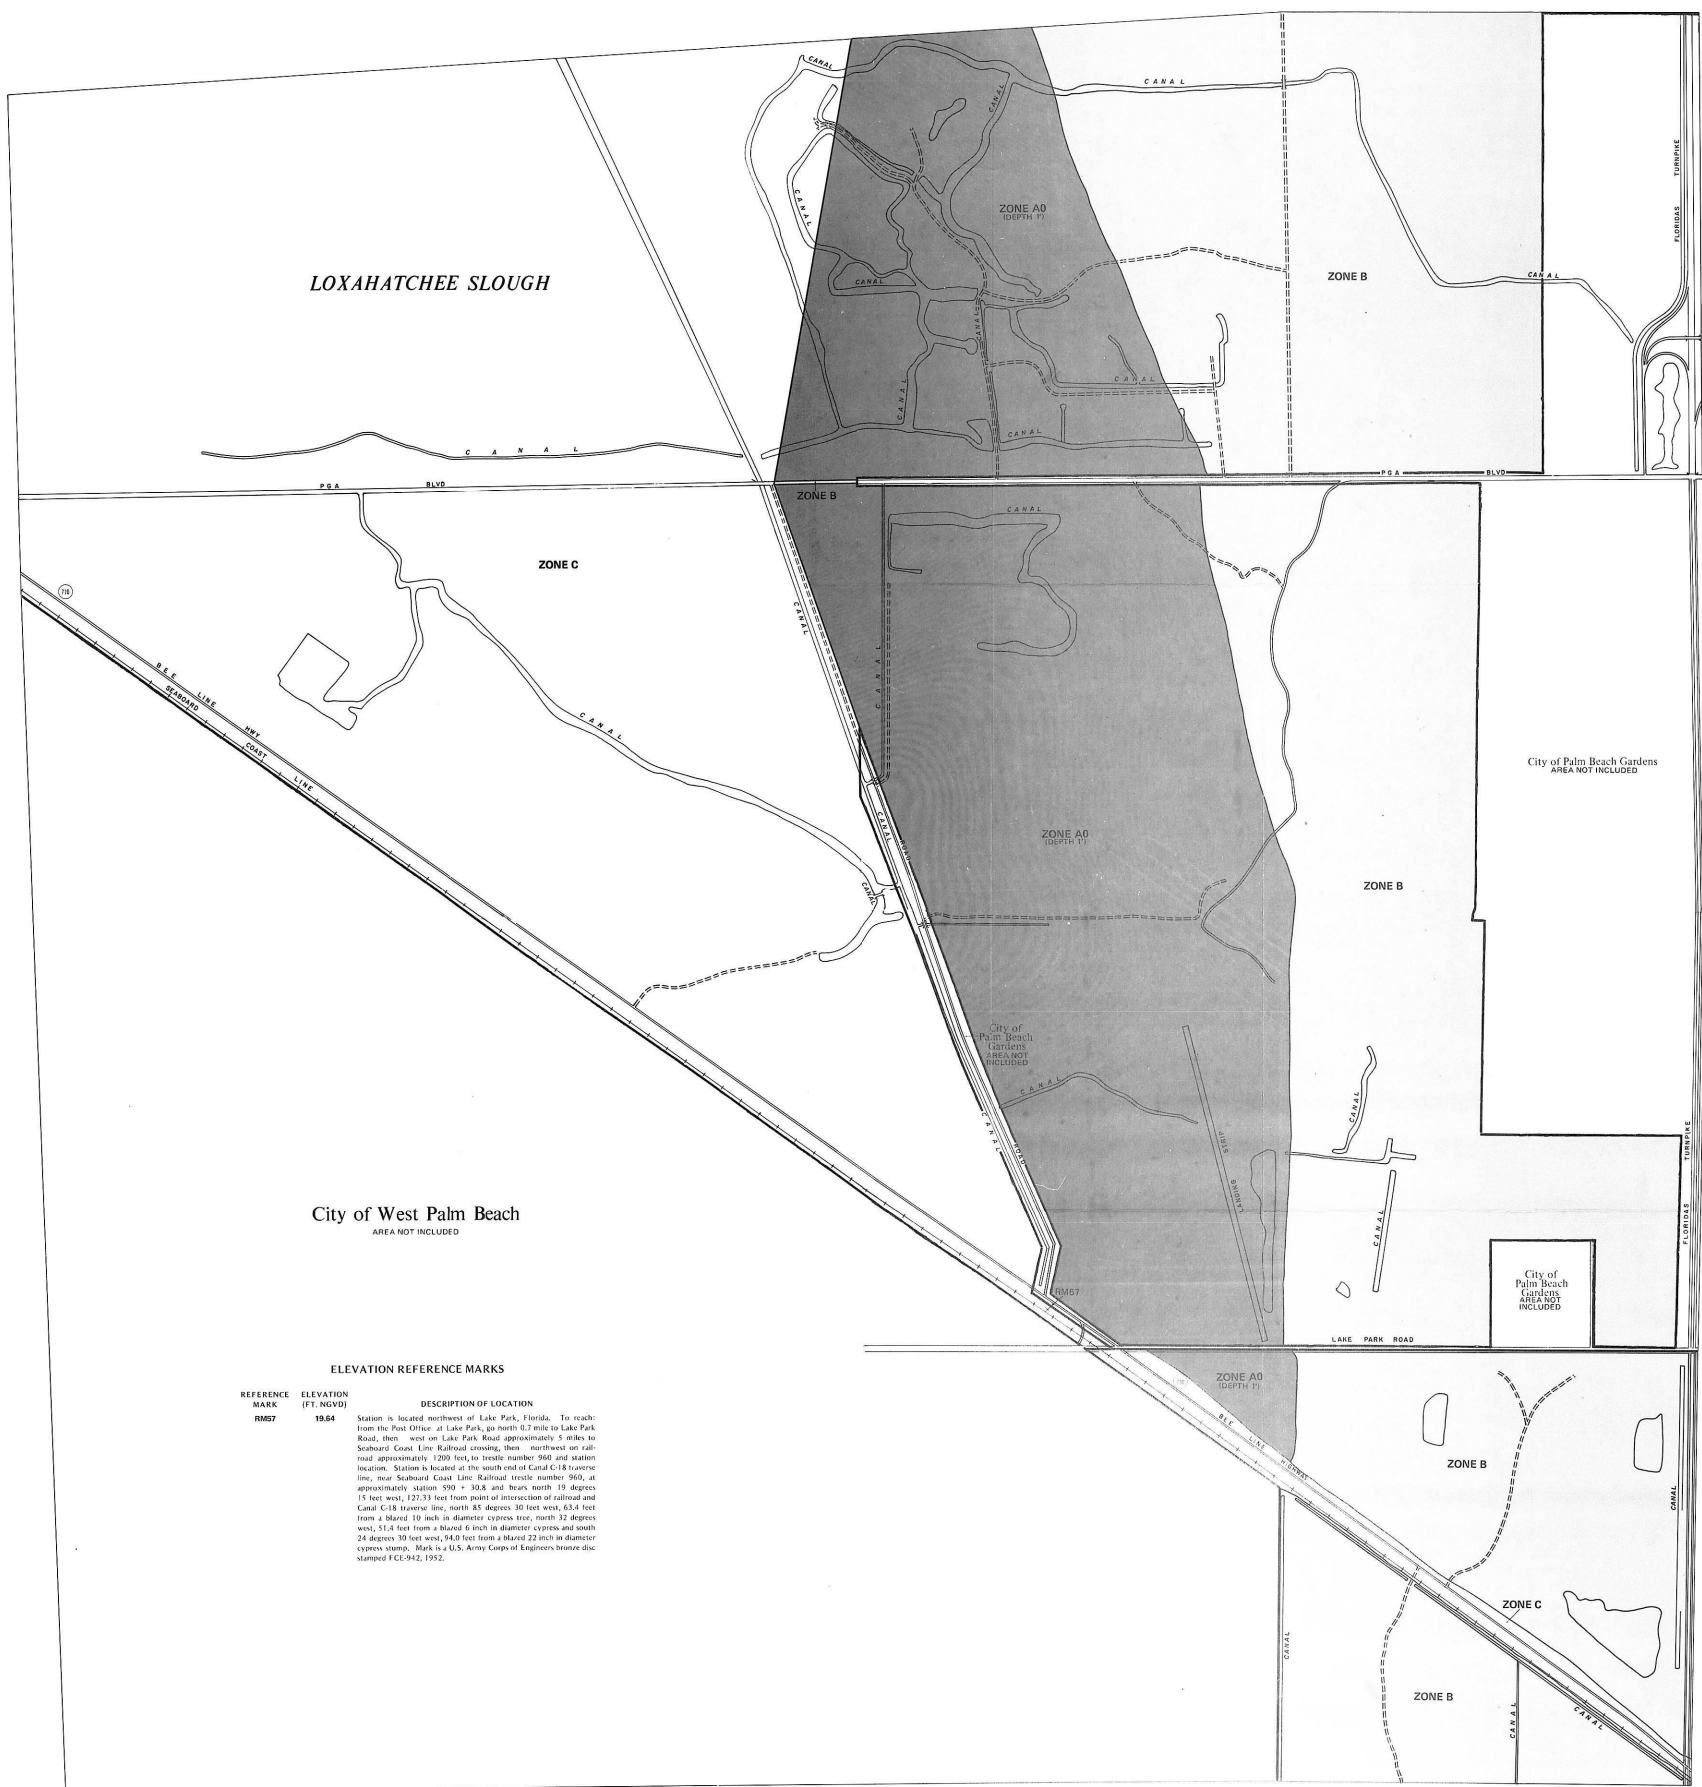 CANAL
CANAL
CANAL
FLORIDAS TURNPIKE
CANAL
ZONE A0
(DEPTH 1')
LOXAHATCHEE SLOUGH
CANAL
ZONE B
CANAL
CANAL
CANAL
CANAL
CANAL
CANAL
CANAL
PGA BLVD
PGA BLVD
ZONE B
CANAL
ZONE C
710
CANAL
CANAL
BEE LINE HWY
SEABOARD COAST LINE
CANAL
City of Palm Beach Gardens
AREA NOT INCLUDED
CANAL
ROAD
ZONE A0
(DEPTH 1')
ZONE B
CANAL
City of
Palm Beach
Gardens
AREA NOT
INCLUDED
CANAL
CANAL
CANAL
ROAD
LANDING STRIP
FLORIDAS TURNPIKE
City of West Palm Beach
AREA NOT INCLUDED
CANAL
City of
Palm Beach
Gardens
AREA NOT
INCLUDED
RM57
LAKE PARK ROAD
ZONE A0
(DEPTH 1')
BEE LINE HIGHWAY
ELEVATION REFERENCE MARKS
REFERENCE ELEVATION
MARK (FT. NGVD) DESCRIPTION OF LOCATION
RM57 19.64 Station is located northwest of Lake Park, Florida. To reach:
from the Post Office at Lake Park, go north 0.7 mile to Lake Park
Road, then west on Lake Park Road approximately 5 miles to
Seaboard Coast Line Railroad crossing, then northwest on rail-
road approximately 1200 feet, to trestle number 960 and station
location. Station is located at the south end of Canal C-18 traverse
line, near Seaboard Coast Line Railroad trestle number 960, at
approximately station 590 + 30.8 and bears north 19 degrees
15 feet west, 127.33 feet from point of intersection of railroad and
Canal C-18 traverse line, north 85 degrees 30 feet west, 63.4 feet
from a blazed 10 inch in diameter cypress tree, north 32 degrees
west, 51.4 feet from a blazed 6 inch in diameter cypress and south
24 degrees 30 feet west, 94.0 feet from a blazed 22 inch in diameter
cypress stump. Mark is a U.S. Army Corps of Engineers bronze disc
stamped FCE-942, 1952.
ZONE B
CANAL
ZONE C
CANAL
ZONE B
CANAL
CANAL